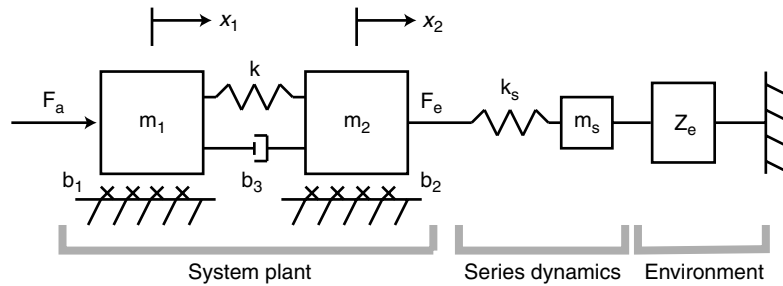 x1 x2
k ks
Fa Fe
m1 m2 ms Ze
b1 b3 b2
System plant Series dynamics Environment